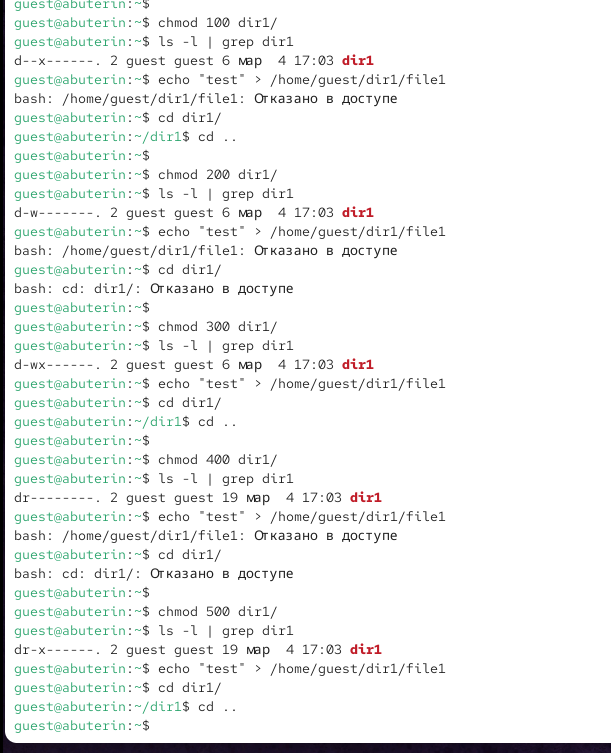 guest@abuterin:~$
guest@abuterin:~$ chmod 100 dir1/
guest@abuterin:~$ ls -l | grep dir1
d--x------. 2 guest guest 6 мар  4 17:03 dir1
guest@abuterin:~$ echo "test" > /home/guest/dir1/file1
bash: /home/guest/dir1/file1: Отказано в доступе
guest@abuterin:~$ cd dir1/
guest@abuterin:~/dir1$ cd ..
guest@abuterin:~$
guest@abuterin:~$ chmod 200 dir1/
guest@abuterin:~$ ls -l | grep dir1
d-w-------. 2 guest guest 6 мар  4 17:03 dir1
guest@abuterin:~$ echo "test" > /home/guest/dir1/file1
bash: /home/guest/dir1/file1: Отказано в доступе
guest@abuterin:~$ cd dir1/
bash: cd: dir1/: Отказано в доступе
guest@abuterin:~$
guest@abuterin:~$ chmod 300 dir1/
guest@abuterin:~$ ls -l | grep dir1
d-wx------. 2 guest guest 6 мар  4 17:03 dir1
guest@abuterin:~$ echo "test" > /home/guest/dir1/file1
guest@abuterin:~$ cd dir1/
guest@abuterin:~/dir1$ cd ..
guest@abuterin:~$
guest@abuterin:~$ chmod 400 dir1/
guest@abuterin:~$ ls -l | grep dir1
dr--------. 2 guest guest 19 мар  4 17:03 dir1
guest@abuterin:~$ echo "test" > /home/guest/dir1/file1
bash: /home/guest/dir1/file1: Отказано в доступе
guest@abuterin:~$ cd dir1/
bash: cd: dir1/: Отказано в доступе
guest@abuterin:~$
guest@abuterin:~$ chmod 500 dir1/
guest@abuterin:~$ ls -l | grep dir1
dr-x------. 2 guest guest 19 мар  4 17:03 dir1
guest@abuterin:~$ echo "test" > /home/guest/dir1/file1
guest@abuterin:~$ cd dir1/
guest@abuterin:~/dir1$ cd ..
guest@abuterin:~$